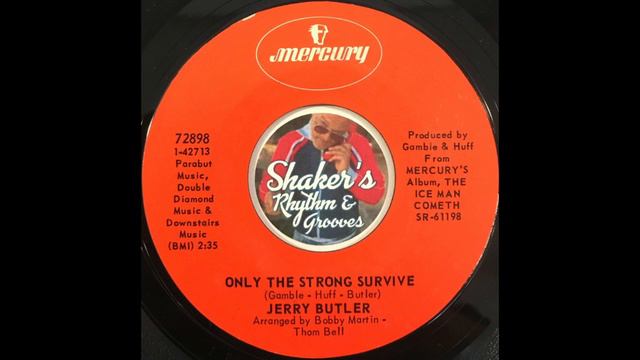 mercury
72898
1-42713
Parabut
Music,
Double
Diamond
Music &
Downstairs
Music
(BMI) 2:35
Shaker's
Rhythm &
Grooves
Produced by
Gambie & Huff
From
MERCURY'S
Album, THE
ICE MAN
COMETH
SR-61198
ONLY THE STRONG SURVIVE
(Gamble - Huff - Butler)
JERRY BUTLER
Arranged by Bobby Martin -
Thom Bell